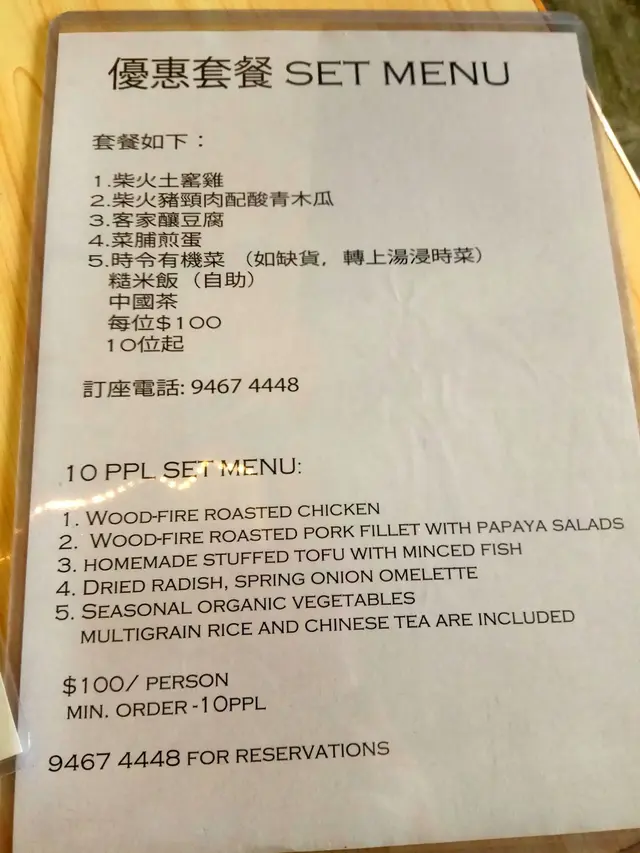 優惠套餐 SET MENU
套餐如下：
1.柴火土窰雞
2.柴火豬頸肉配酸青木瓜
3.客家釀豆腐
4.菜脯煎蛋
5.時令有機菜 （如缺貨，轉上湯浸時菜）
糙米飯（自助）
中國茶
每位$100
10位起
訂座電話: 9467 4448
10 PPL SET MENU:
1. WOOD-FIRE ROASTED CHICKEN
2. WOOD-FIRE ROASTED PORK FILLET WITH PAPAYA SALADS
3. HOMEMADE STUFFED TOFU WITH MINCED FISH
4. DRIED RADISH, SPRING ONION OMELETTE
5. SEASONAL ORGANIC VEGETABLES
MULTIGRAIN RICE AND CHINESE TEA ARE INCLUDED
$100/ PERSON
MIN. ORDER -10PPL
9467 4448 FOR RESERVATIONS